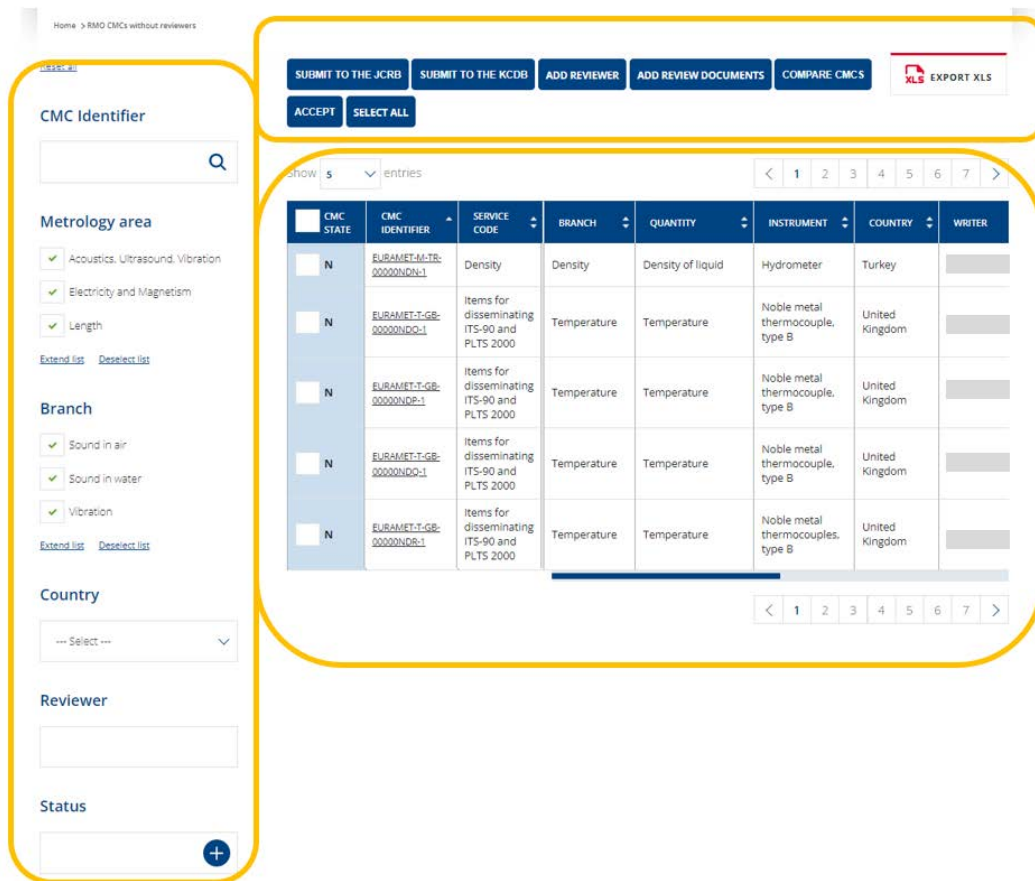 Home > RMO CMCs without reviewers
Reset all
CMC Identifier
Metrology area
Acoustics, Ultrasound, Vibration
Electricity and Magnetism
Length
Extend list Deselect list
Branch
Sound in air
Sound in water
Vibration
Extend list Deselect list
Country
--- Select ---
Reviewer
Status
SUBMIT TO THE JCRB SUBMIT TO THE KCDB ADD REVIEWER ADD REVIEW DOCUMENTS COMPARE CMCS XLS EXPORT XLS
ACCEPT SELECT ALL
Show 5 entries
1 2 3 4 5 6 7
CMC STATE CMC IDENTIFIER SERVICE CODE BRANCH QUANTITY INSTRUMENT COUNTRY WRITER
N EURAMET-M-TR-00000NDN-1 Density Density Density of liquid Hydrometer Turkey
N EURAMET-T-GB-00000NDO-1 Items for disseminating ITS-90 and PLTS 2000 Temperature Temperature Noble metal thermocouple, type B United Kingdom
N EURAMET-T-GB-00000NDP-1 Items for disseminating ITS-90 and PLTS 2000 Temperature Temperature Noble metal thermocouple, type B United Kingdom
N EURAMET-T-GB-00000NDQ-1 Items for disseminating ITS-90 and PLTS 2000 Temperature Temperature Noble metal thermocouple, type B United Kingdom
N EURAMET-T-GB-00000NDR-1 Items for disseminating ITS-90 and PLTS 2000 Temperature Temperature Noble metal thermocouples, type B United Kingdom
1 2 3 4 5 6 7